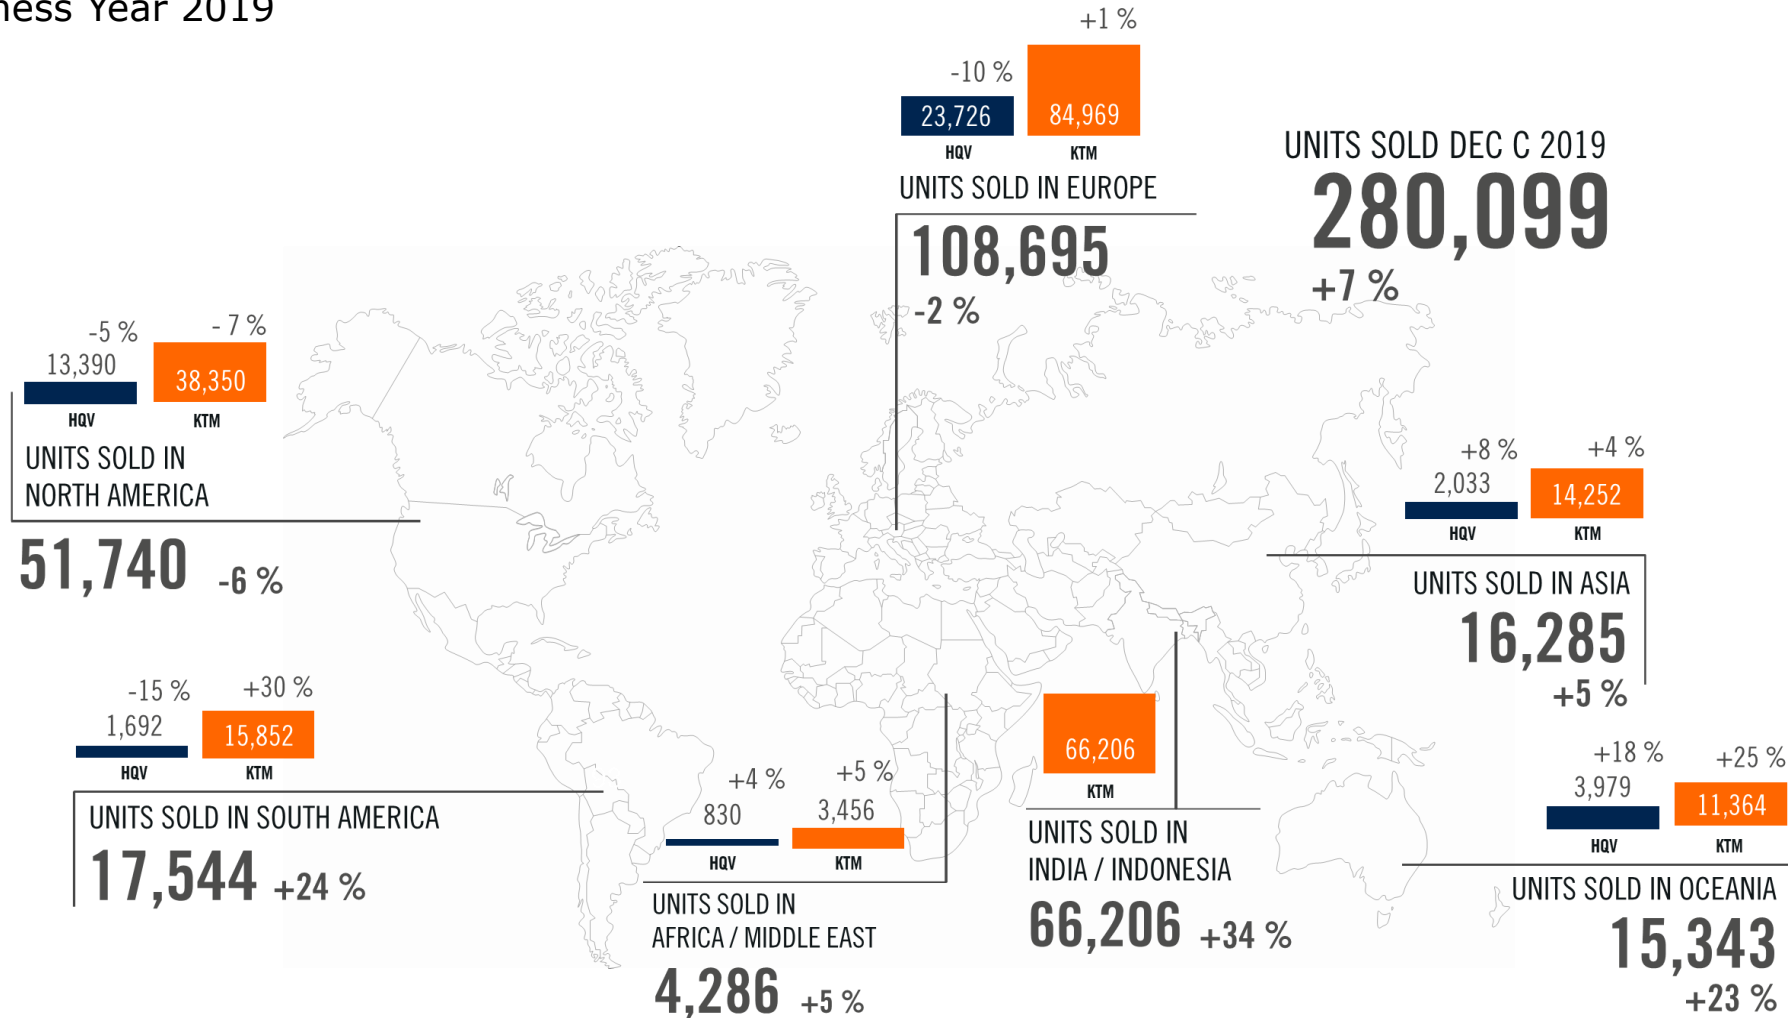 ness Year 2019
+1 %
-10 %
23,726
84,969
HQV
KTM
UNITS SOLD IN EUROPE
108,695
-2 %
UNITS SOLD DEC C 2019
280,099
+7 %
-5 %
- 7 %
13,390
38,350
HQV
KTM
UNITS SOLD IN
NORTH AMERICA
51,740 -6 %
+8 %
+4 %
2,033
14,252
HQV
KTM
UNITS SOLD IN ASIA
16,285
+5 %
-15 %
+30 %
1,692
15,852
HQV
KTM
UNITS SOLD IN SOUTH AMERICA
17,544 +24 %
+4 %
+5 %
830
3,456
HQV
KTM
UNITS SOLD IN
AFRICA / MIDDLE EAST
4,286 +5 %
66,206
KTM
UNITS SOLD IN
INDIA / INDONESIA
66,206 +34 %
+18 %
+25 %
3,979
11,364
HQV
KTM
UNITS SOLD IN OCEANIA
15,343
+23 %